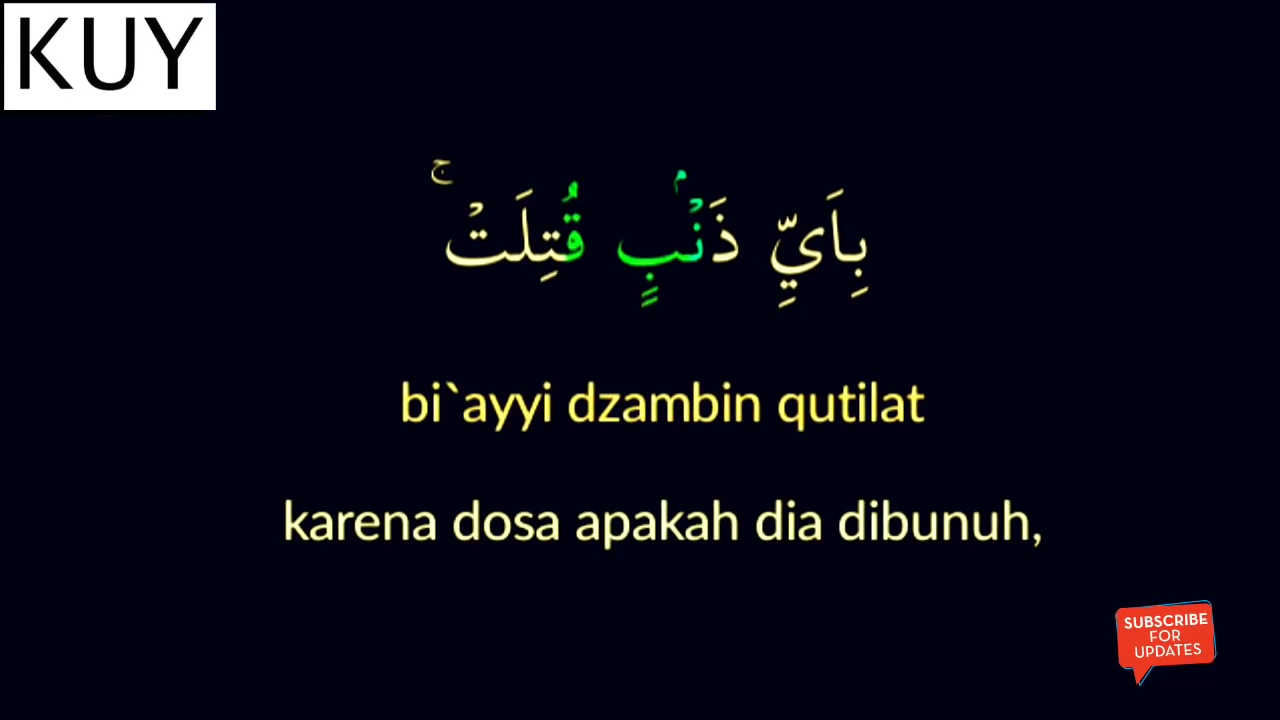 KUY
بِاَيِّ ذَنْۢبٍ قُتِلَتْۚ
bi`ayyi dzambin qutilat
karena dosa apakah dia dibunuh,
SUBSCRIBE
FOR
UPDATES